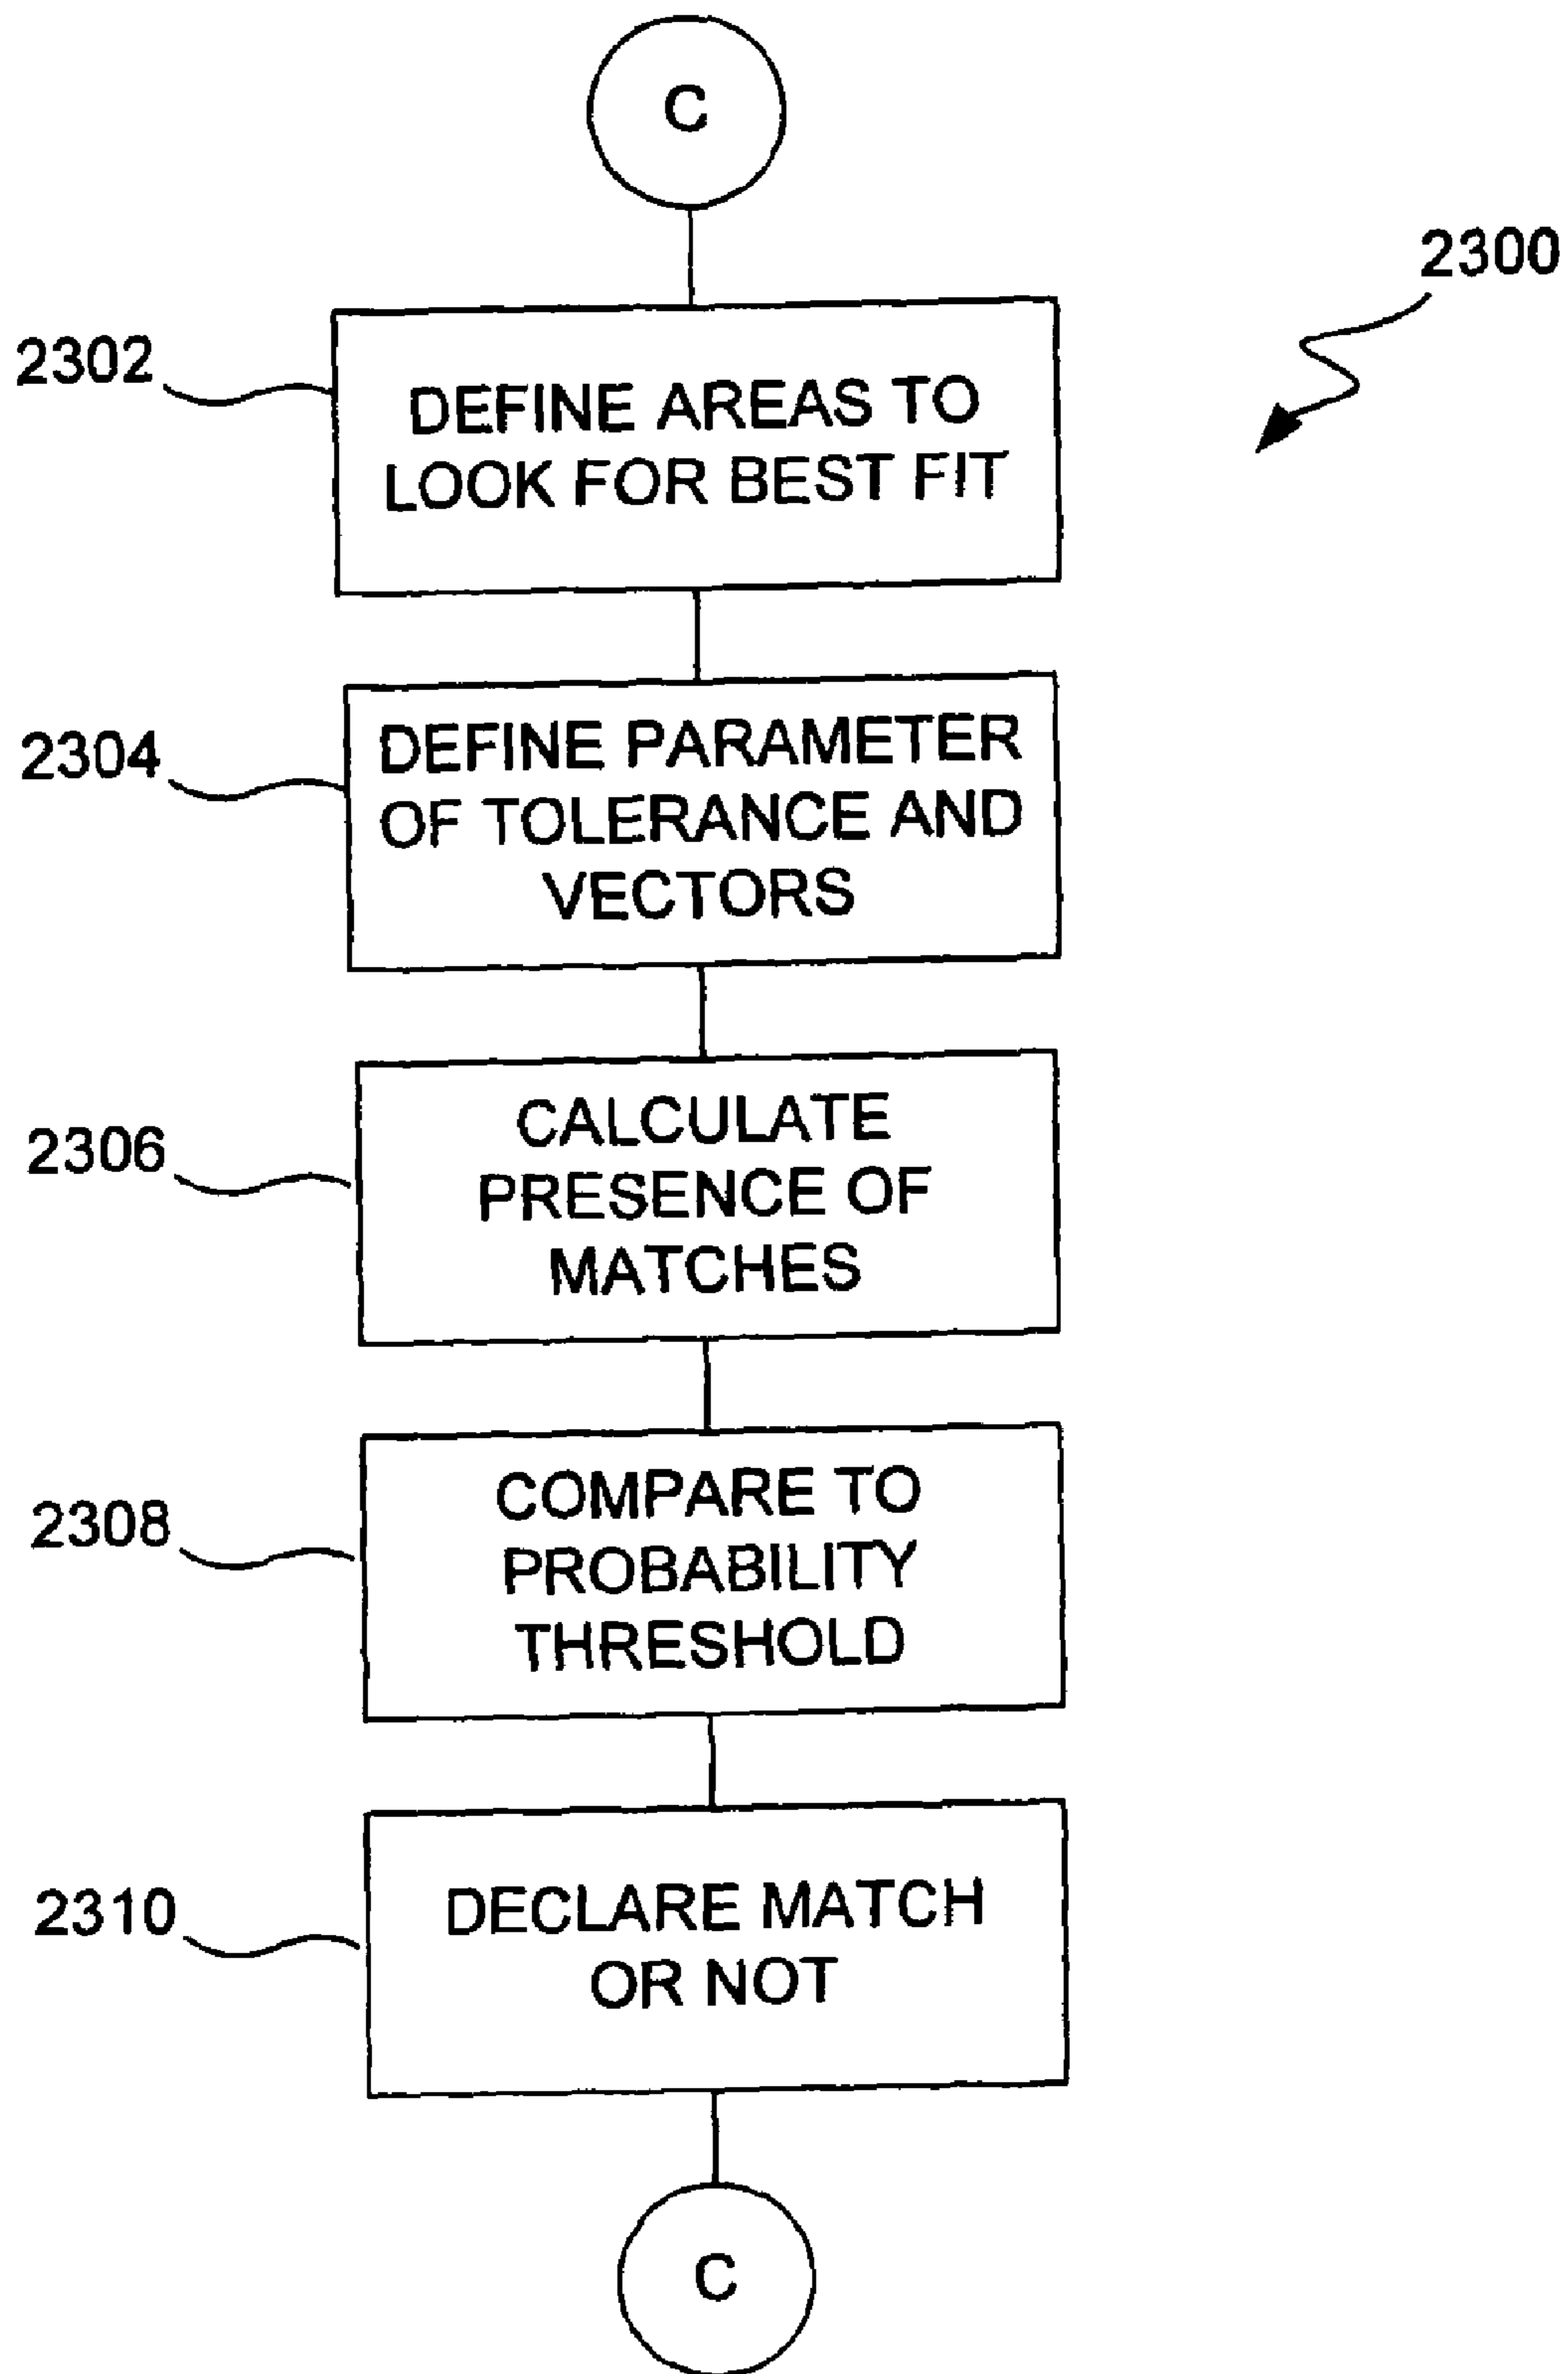 C
2300
2302
DEFINE AREAS TO
LOOK FOR BEST FIT
2304
DEFINE PARAMETER
OF TOLERANCE AND
VECTORS
2306
CALCULATE
PRESENCE OF
MATCHES
2308
COMPARE TO
PROBABILITY
THRESHOLD
2310
DECLARE MATCH
OR NOT
C